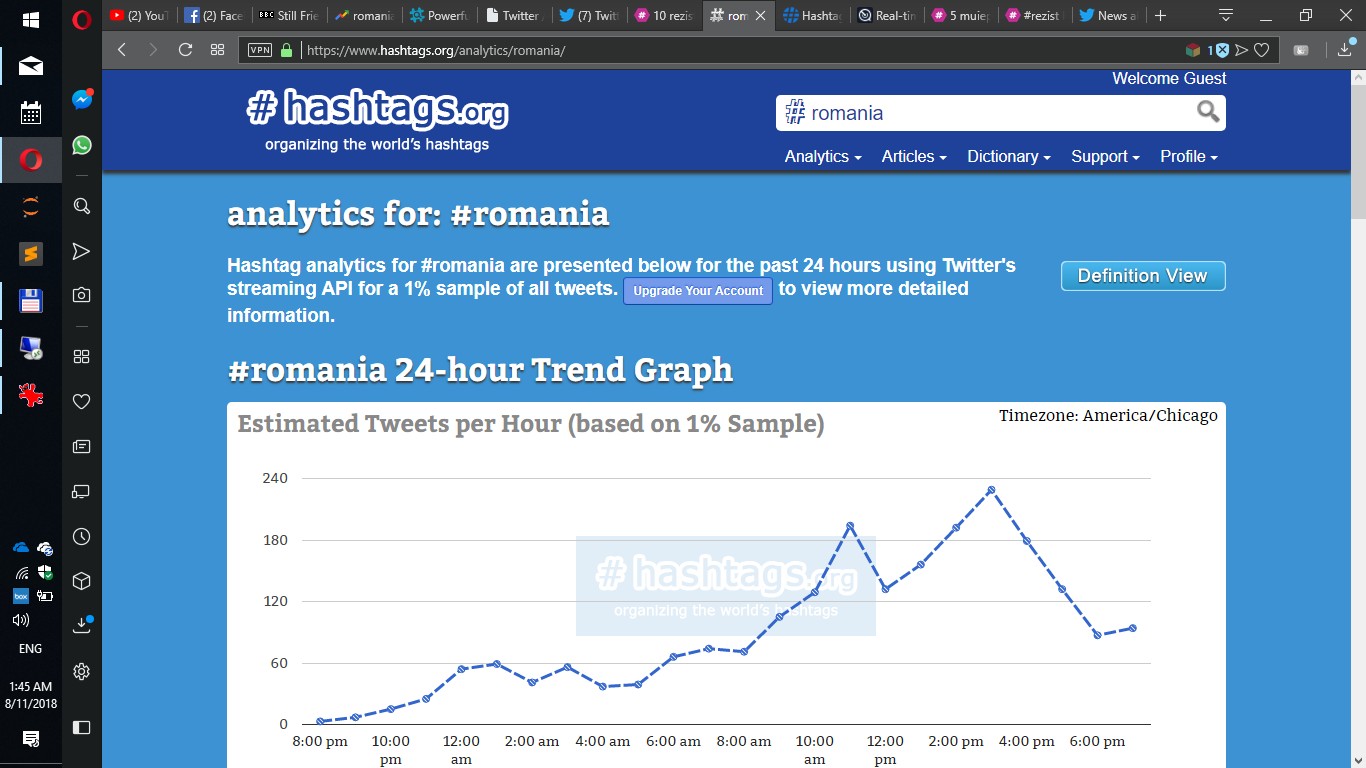 (2) You
(2) Face
BBC Still Frie
romania
Powerfu
Twitter
(7) Twit
10 rezis
rom
Hashta
Real-tin
5 muie
#rezist
News a
VPN https://www.hashtags.org/analytics/romania/ 1
Welcome Guest
# hashtags.org
organizing the world's hashtags
# romania
Analytics Articles Dictionary Support Profile
analytics for: #romania
Hashtag analytics for #romania are presented below for the past 24 hours using Twitter's
streaming API for a 1% sample of all tweets. Upgrade Your Account to view more detailed
information.
Definition View
#romania 24-hour Trend Graph
Estimated Tweets per Hour (based on 1% Sample)
Timezone: America/Chicago
240
180
120
60
0
# hashtags.org
organizing the world's hashtags
8:00 pm
10:00 pm
12:00 am
2:00 am
4:00 am
6:00 am
8:00 am
10:00 am
12:00 pm
2:00 pm
4:00 pm
6:00 pm
box
ENG
1:45 AM
8/11/2018